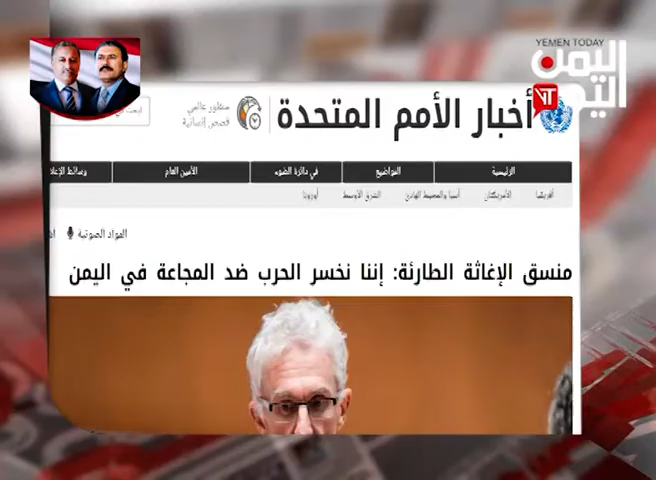 YEMEN TODAY
اليمن
اليوم
YT
أخبار الأمم المتحدة
منظور عالمي
قصص إنسانية
الرئيسية
المواضيع
في دائرة الضوء
الأمين العام
وسائط الإعلا
أفريقيا
الأمريكتان
آسيا والمحيط الهادئ
الشرق الأوسط
أوروبا
المواد الصوتية
منسق الإغاثة الطارئة: إننا نخسر الحرب ضد المجاعة في اليمن